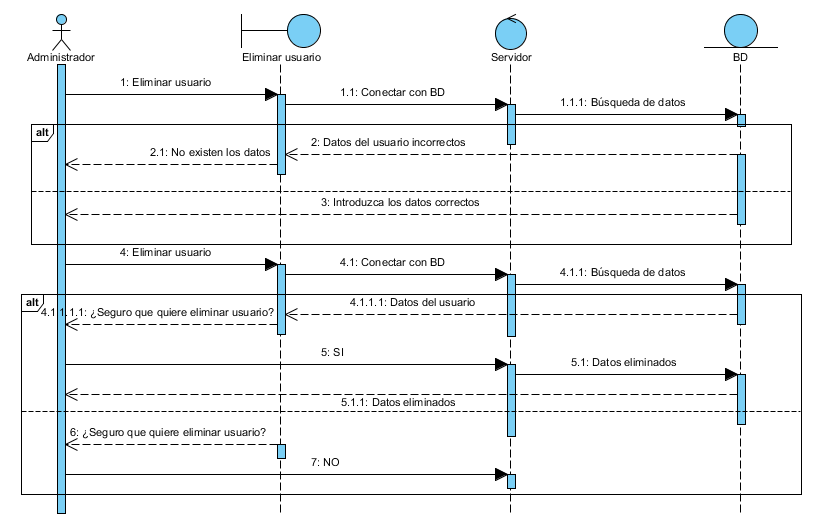 Administrador
Eliminar usuario
Servidor
BD
1: Eliminar usuario
1.1: Conectar con BD
1.1.1: Búsqueda de datos
alt
2: Datos del usuario incorrectos
2.1: No existen los datos
3: Introduzca los datos correctos
4: Eliminar usuario
4.1: Conectar con BD
4.1.1: Búsqueda de datos
alt
4.1.1.1: Datos del usuario
4.1.1.1.1: ¿Seguro que quiere eliminar usuario?
5: SI
5.1: Datos eliminados
5.1.1: Datos eliminados
6: ¿Seguro que quiere eliminar usuario?
7: NO